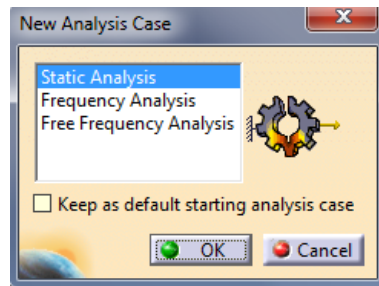 New Analysis Case
Static Analysis
Frequency Analysis
Free Frequency Analysis
Keep as default starting analysis case
OK Cancel